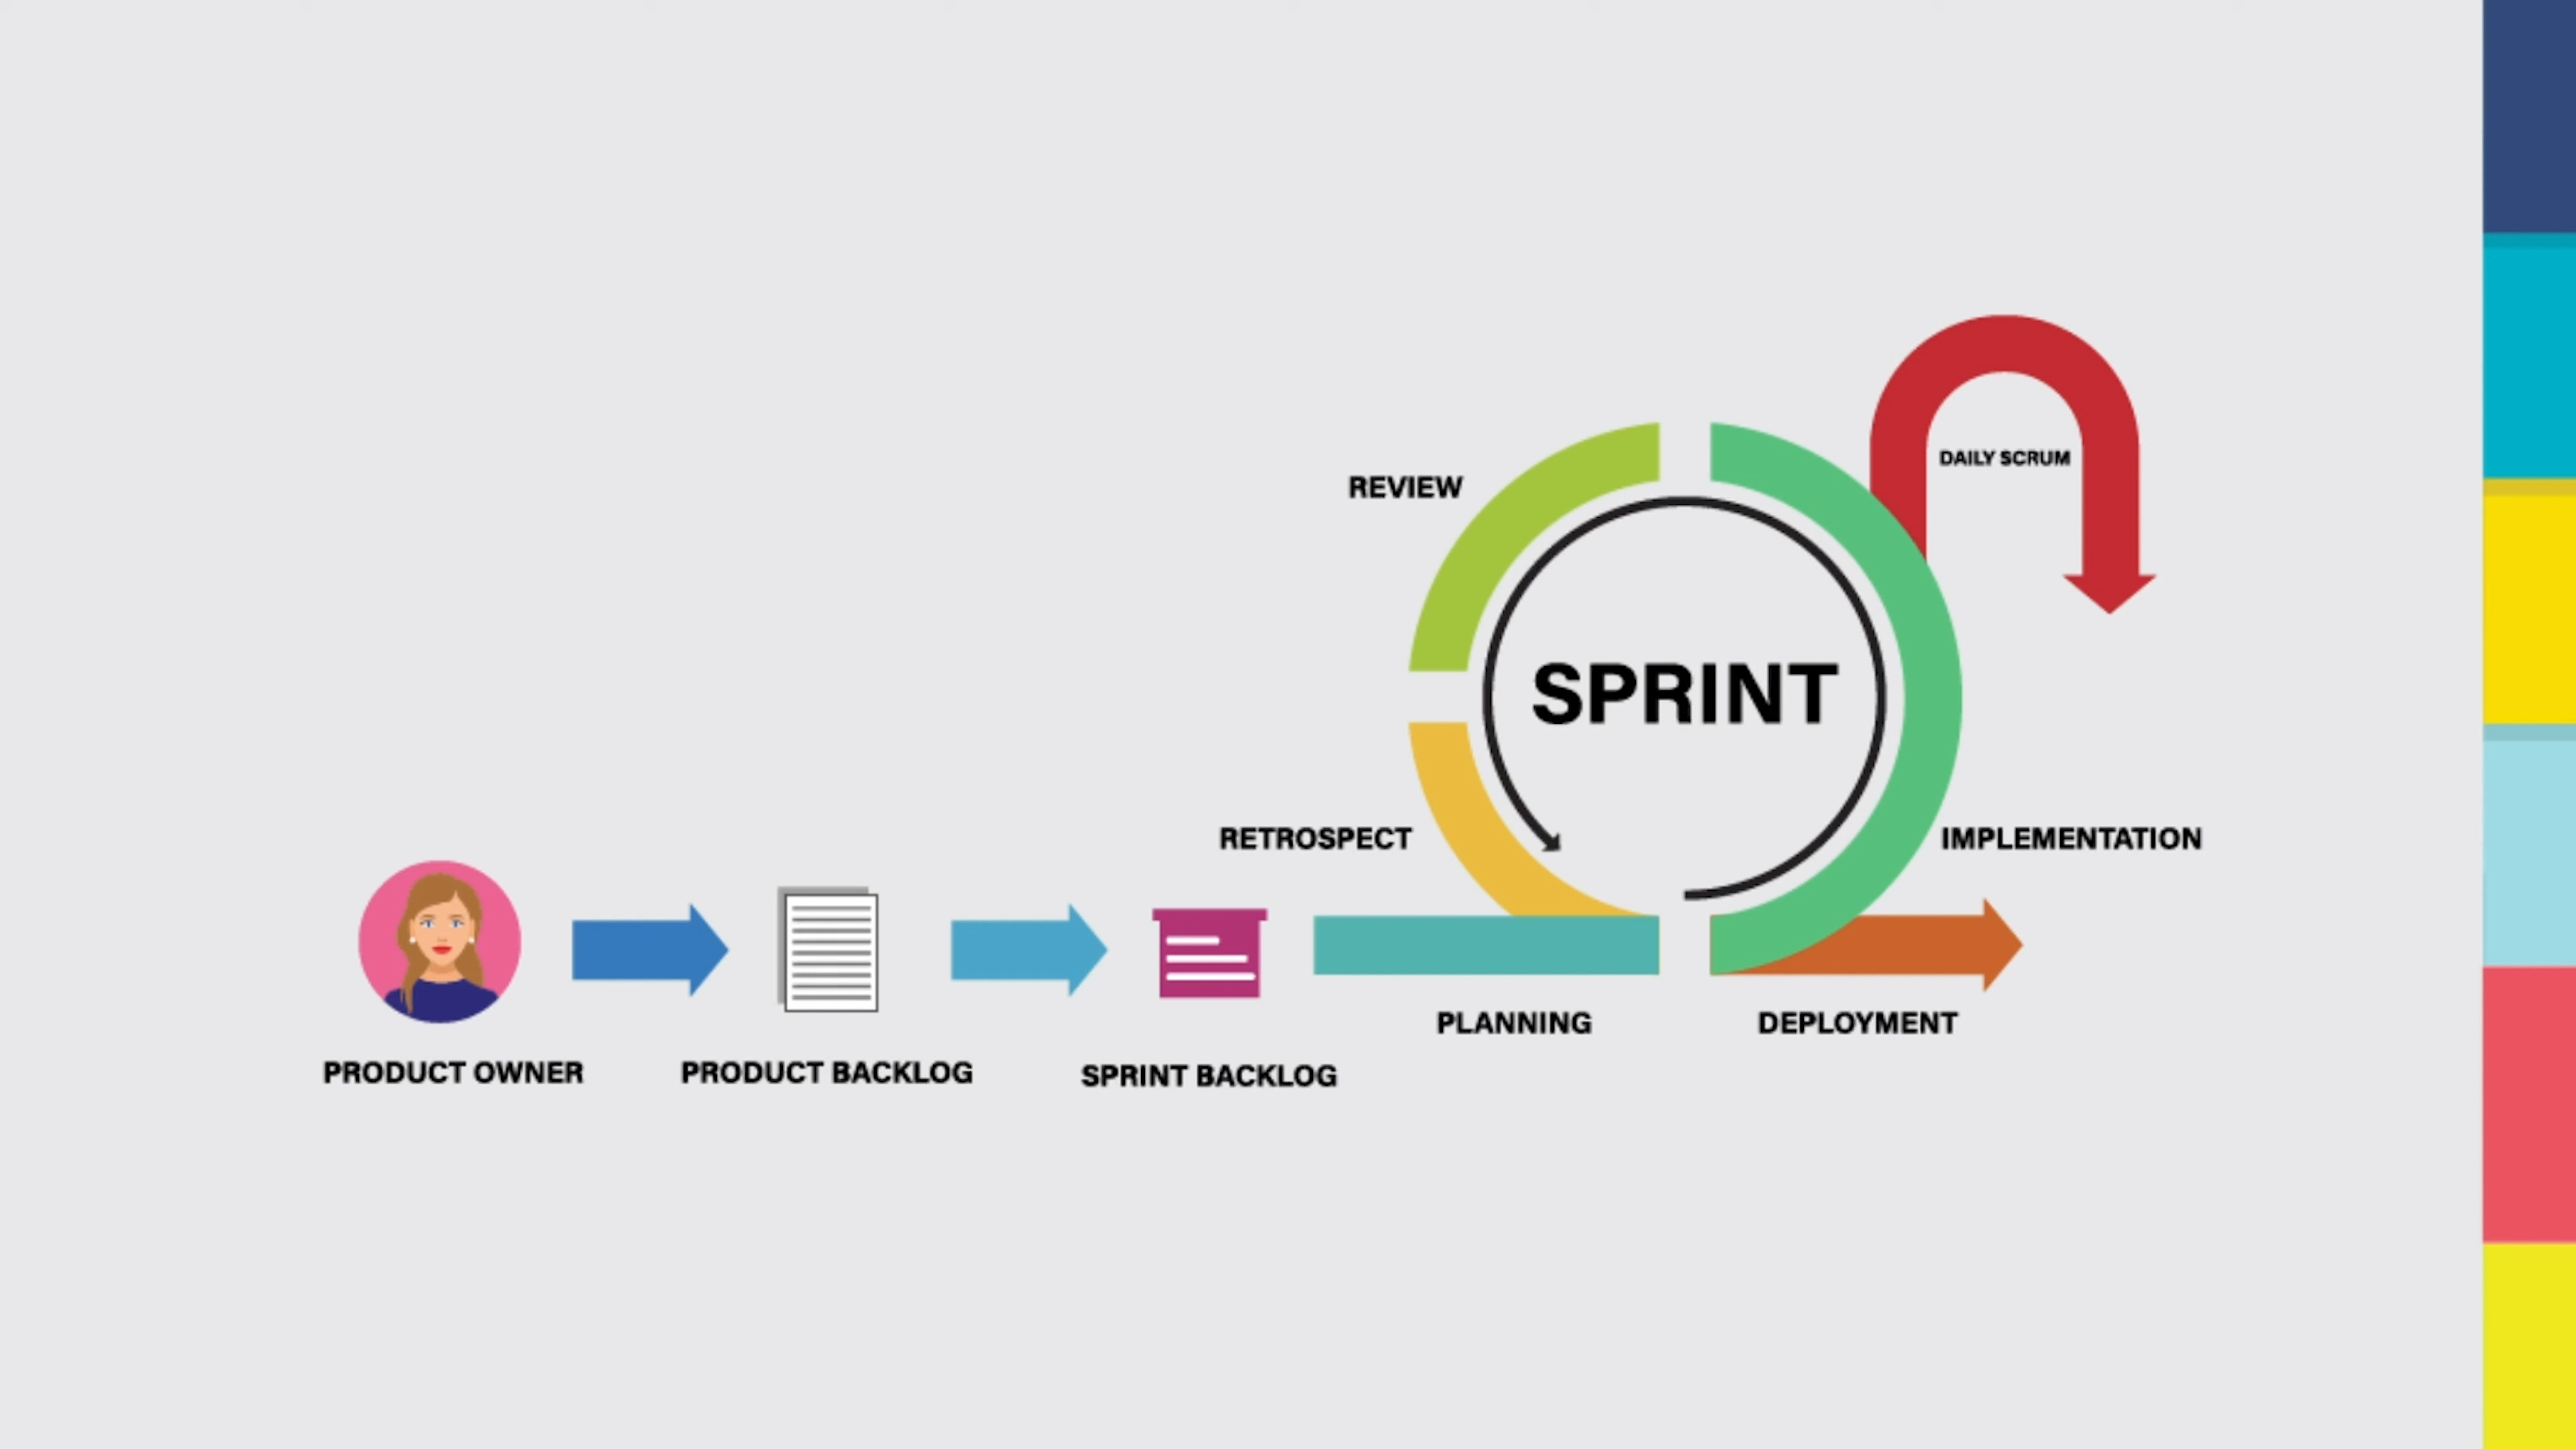 DAILY SCRUM
REVIEW
SPRINT
RETROSPECT
IMPLEMENTATION
PLANNING
DEPLOYMENT
PRODUCT OWNER
PRODUCT BACKLOG
SPRINT BACKLOG